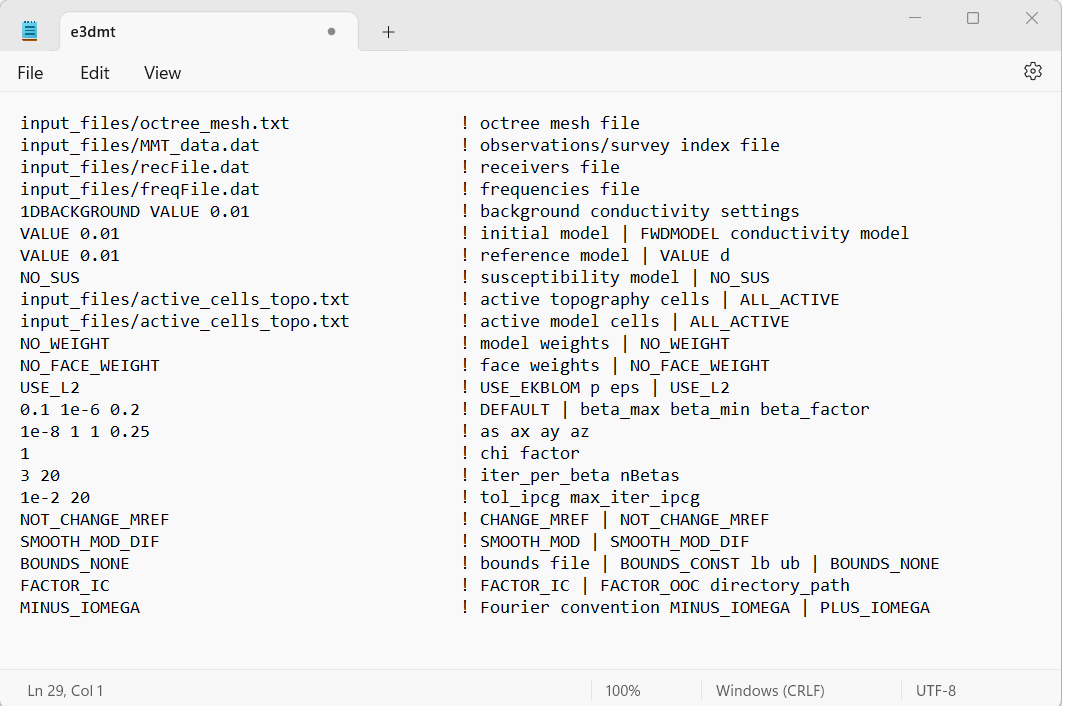 e3dmt
File Edit View
input_files/octree_mesh.txt ! octree mesh file
input_files/MMT_data.dat ! observations/survey index file
input_files/recFile.dat ! receivers file
input_files/freqFile.dat ! frequencies file
1DBACKGROUND VALUE 0.01 ! background conductivity settings
VALUE 0.01 ! initial model | FWDMODEL conductivity model
VALUE 0.01 ! reference model | VALUE d
NO_SUS ! susceptibility model | NO_SUS
input_files/active_cells_topo.txt ! active topography cells | ALL_ACTIVE
input_files/active_cells_topo.txt ! active model cells | ALL_ACTIVE
NO_WEIGHT ! model weights | NO_WEIGHT
NO_FACE_WEIGHT ! face weights | NO_FACE_WEIGHT
USE_L2 ! USE_EKBLOM p eps | USE_L2
0.1 1e-6 0.2 ! DEFAULT | beta_max beta_min beta_factor
1e-8 1 1 0.25 ! as ax ay az
1 ! chi factor
3 20 ! iter_per_beta nBetas
1e-2 20 ! tol_ipcg max_iter_ipcg
NOT_CHANGE_MREF ! CHANGE_MREF | NOT_CHANGE_MREF
SMOOTH_MOD_DIF ! SMOOTH_MOD | SMOOTH_MOD_DIF
BOUNDS_NONE ! bounds file | BOUNDS_CONST lb ub | BOUNDS_NONE
FACTOR_IC ! FACTOR_IC | FACTOR_OOC directory_path
MINUS_IOMEGA ! Fourier convention MINUS_IOMEGA | PLUS_IOMEGA
Ln 29, Col 1 100% Windows (CRLF) UTF-8